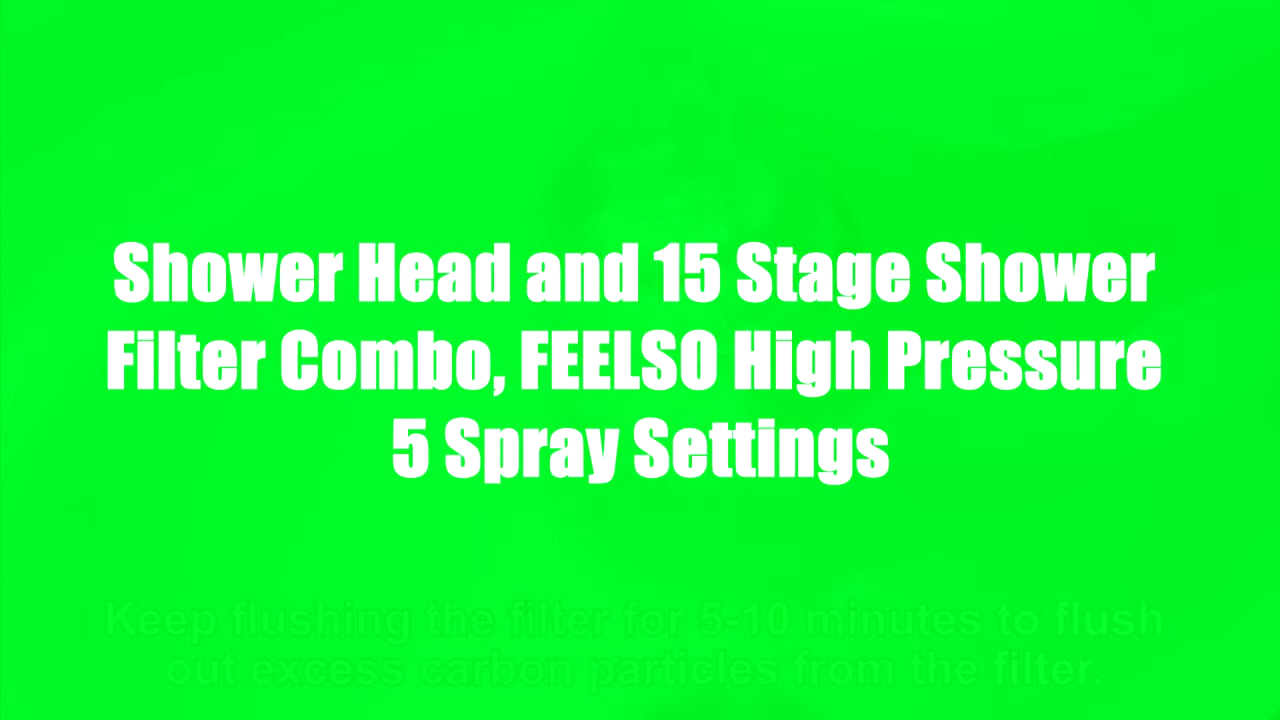 Shower Head and 15 Stage Shower
Filter Combo, FEELSO High Pressure
5 Spray Settings
Keep flushing the filter for 5-10 minutes to flush
out excess carbon particles from the filter.